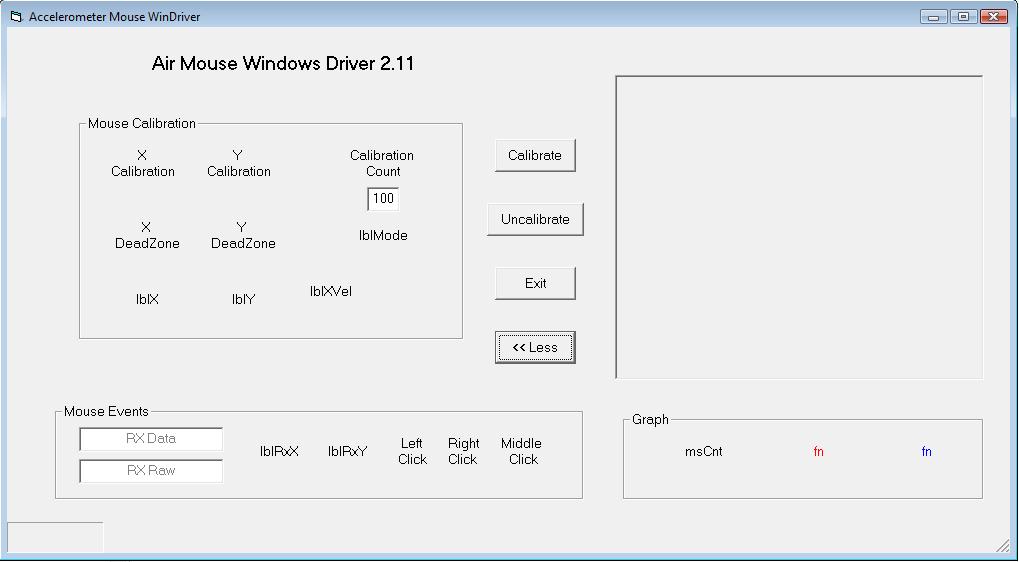 Accelerometer Mouse WinDriver
Air Mouse Windows Driver 2.11
Mouse Calibration
X
Calibration
Y
Calibration
Calibration
Count
100
X
DeadZone
Y
DeadZone
lblMode
lblX
lblY
lblXVel
Calibrate
Uncalibrate
Exit
<< Less
Mouse Events
RX Data
RX Raw
lblRxX
lblRxY
Left
Click
Right
Click
Middle
Click
Graph
msCnt
fn
fn